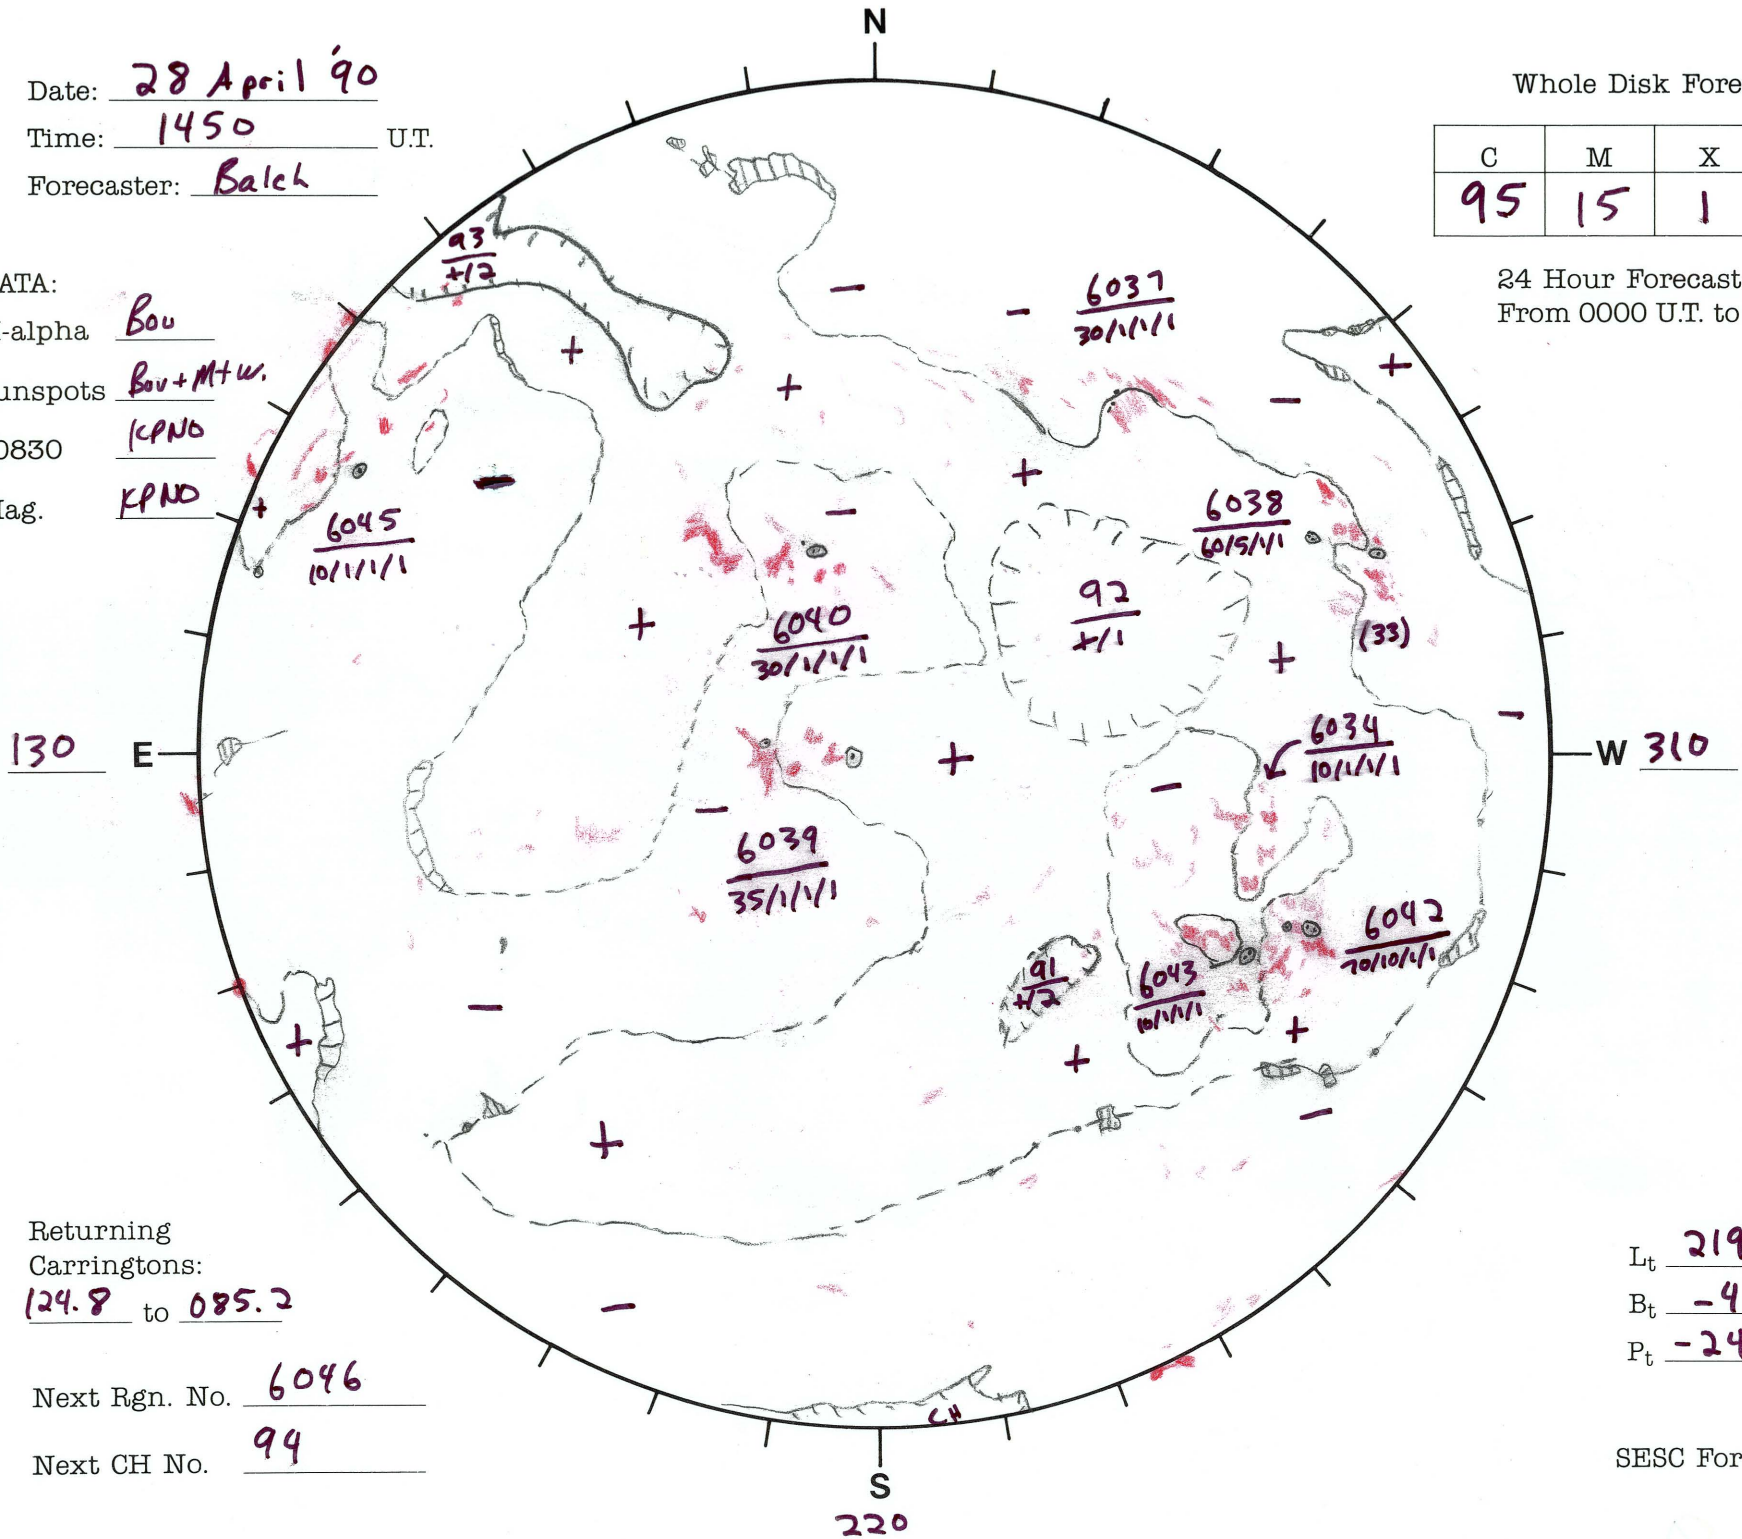 N
Date: 28 April '90
Time: 1450 U.T.
Forecaster: Balch
Whole Disk Fore
C M X
95 15 1
24 Hour Forecast
From 0000 U.T. to
ATA:
-alpha Bou
unspots Bou + Mt W.
0830 KPNO
ag. KPNO
93
+/2
6037
30/1/1/1
6045
10/1/1/1
6038
60/5/1/1
92
+/1
6040
30/1/1/1
(33)
130 E
W 310
6034
10/1/1/1
6039
35/1/1/1
6042
70/10/1/1
91
+/2
6043
10/1/1/1
Returning
Carringtons:
124.8 to 085.2
Next Rgn. No. 6046
Next CH No. 94
Lt 219
Bt -4
Pt -24
CH
SESC For
S
220